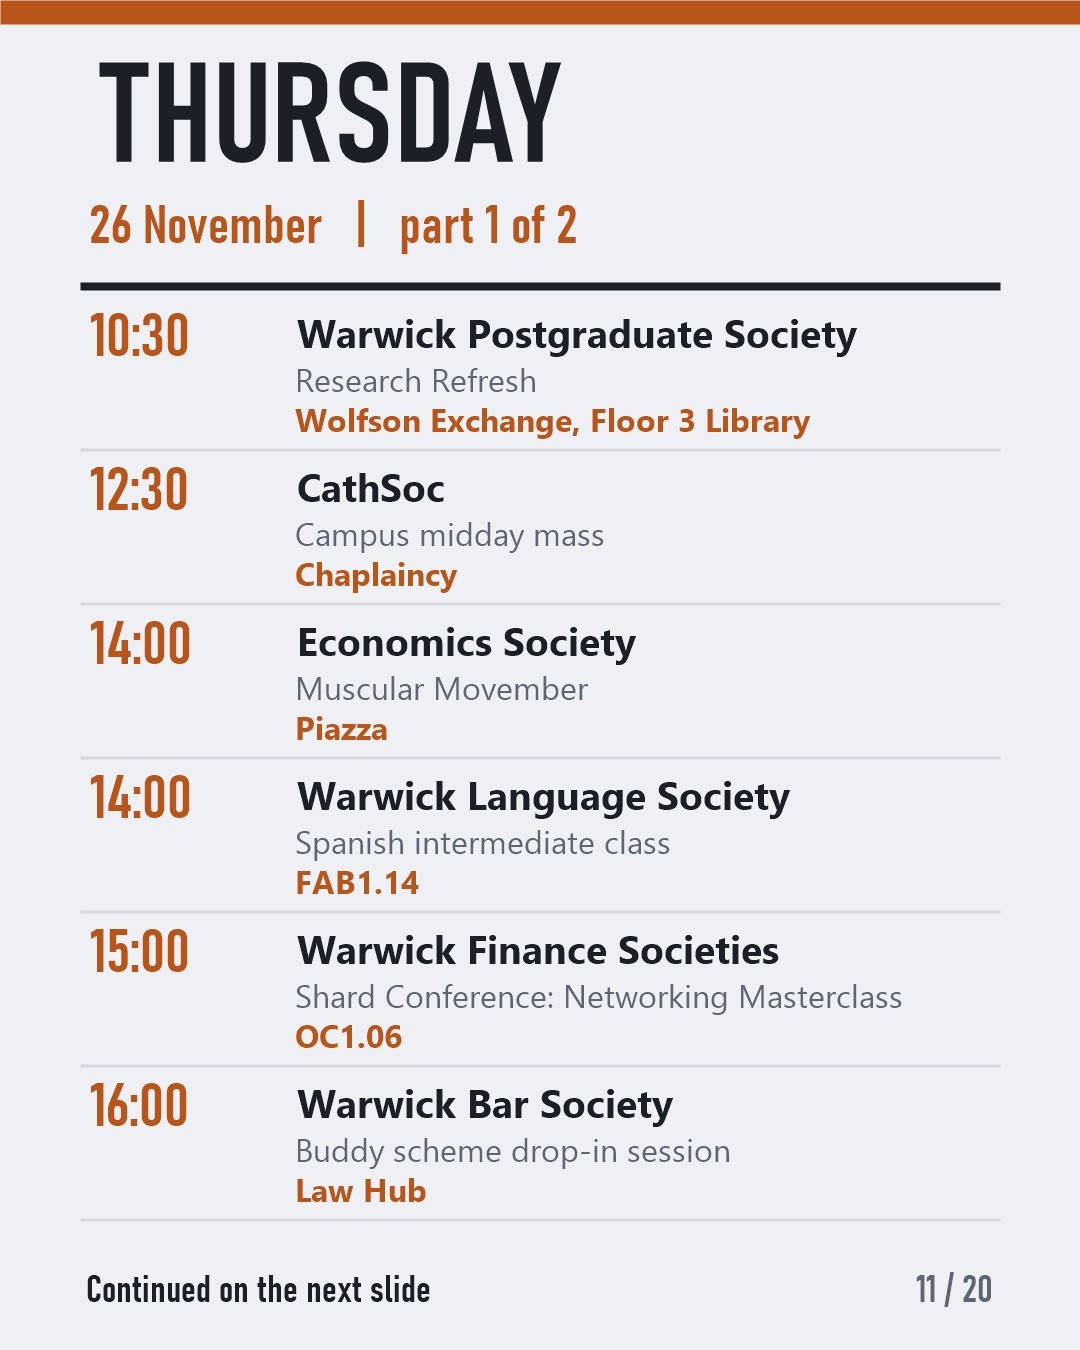 THURSDAY
26 November | part 1 of 2
10:30 Warwick Postgraduate Society
Research Refresh
Wolfson Exchange, Floor 3 Library
12:30 CathSoc
Campus midday mass
Chaplaincy
14:00 Economics Society
Muscular Movember
Piazza
14:00 Warwick Language Society
Spanish intermediate class
FAB1.14
15:00 Warwick Finance Societies
Shard Conference: Networking Masterclass
OC1.06
16:00 Warwick Bar Society
Buddy scheme drop-in session
Law Hub
Continued on the next slide 11 / 20